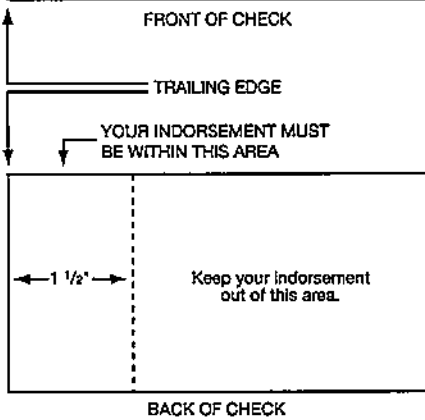 FRONT OF CHECK
TRAILING EDGE
YOUR INDORSEMENT MUST
BE WITHIN THIS AREA
1 1/2"
Keep your indorsement
out of this area.
BACK OF CHECK